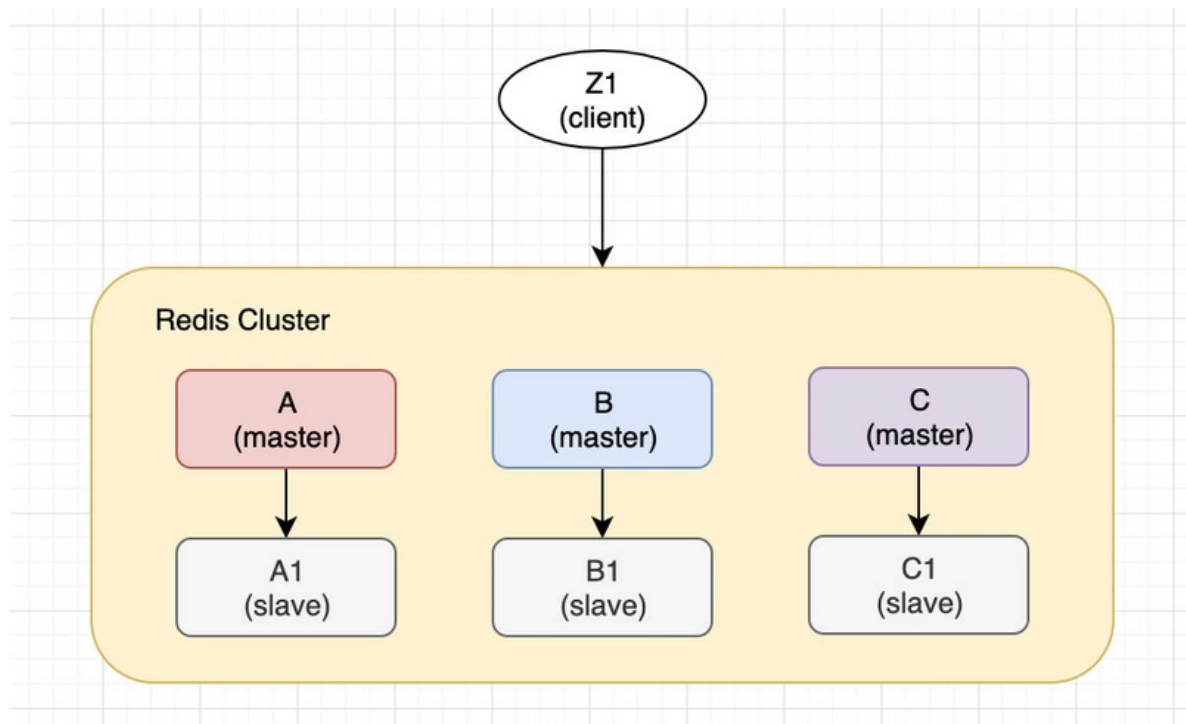 Z1
(client)
Redis Cluster
A
(master)
B
(master)
C
(master)
A1
(slave)
B1
(slave)
C1
(slave)